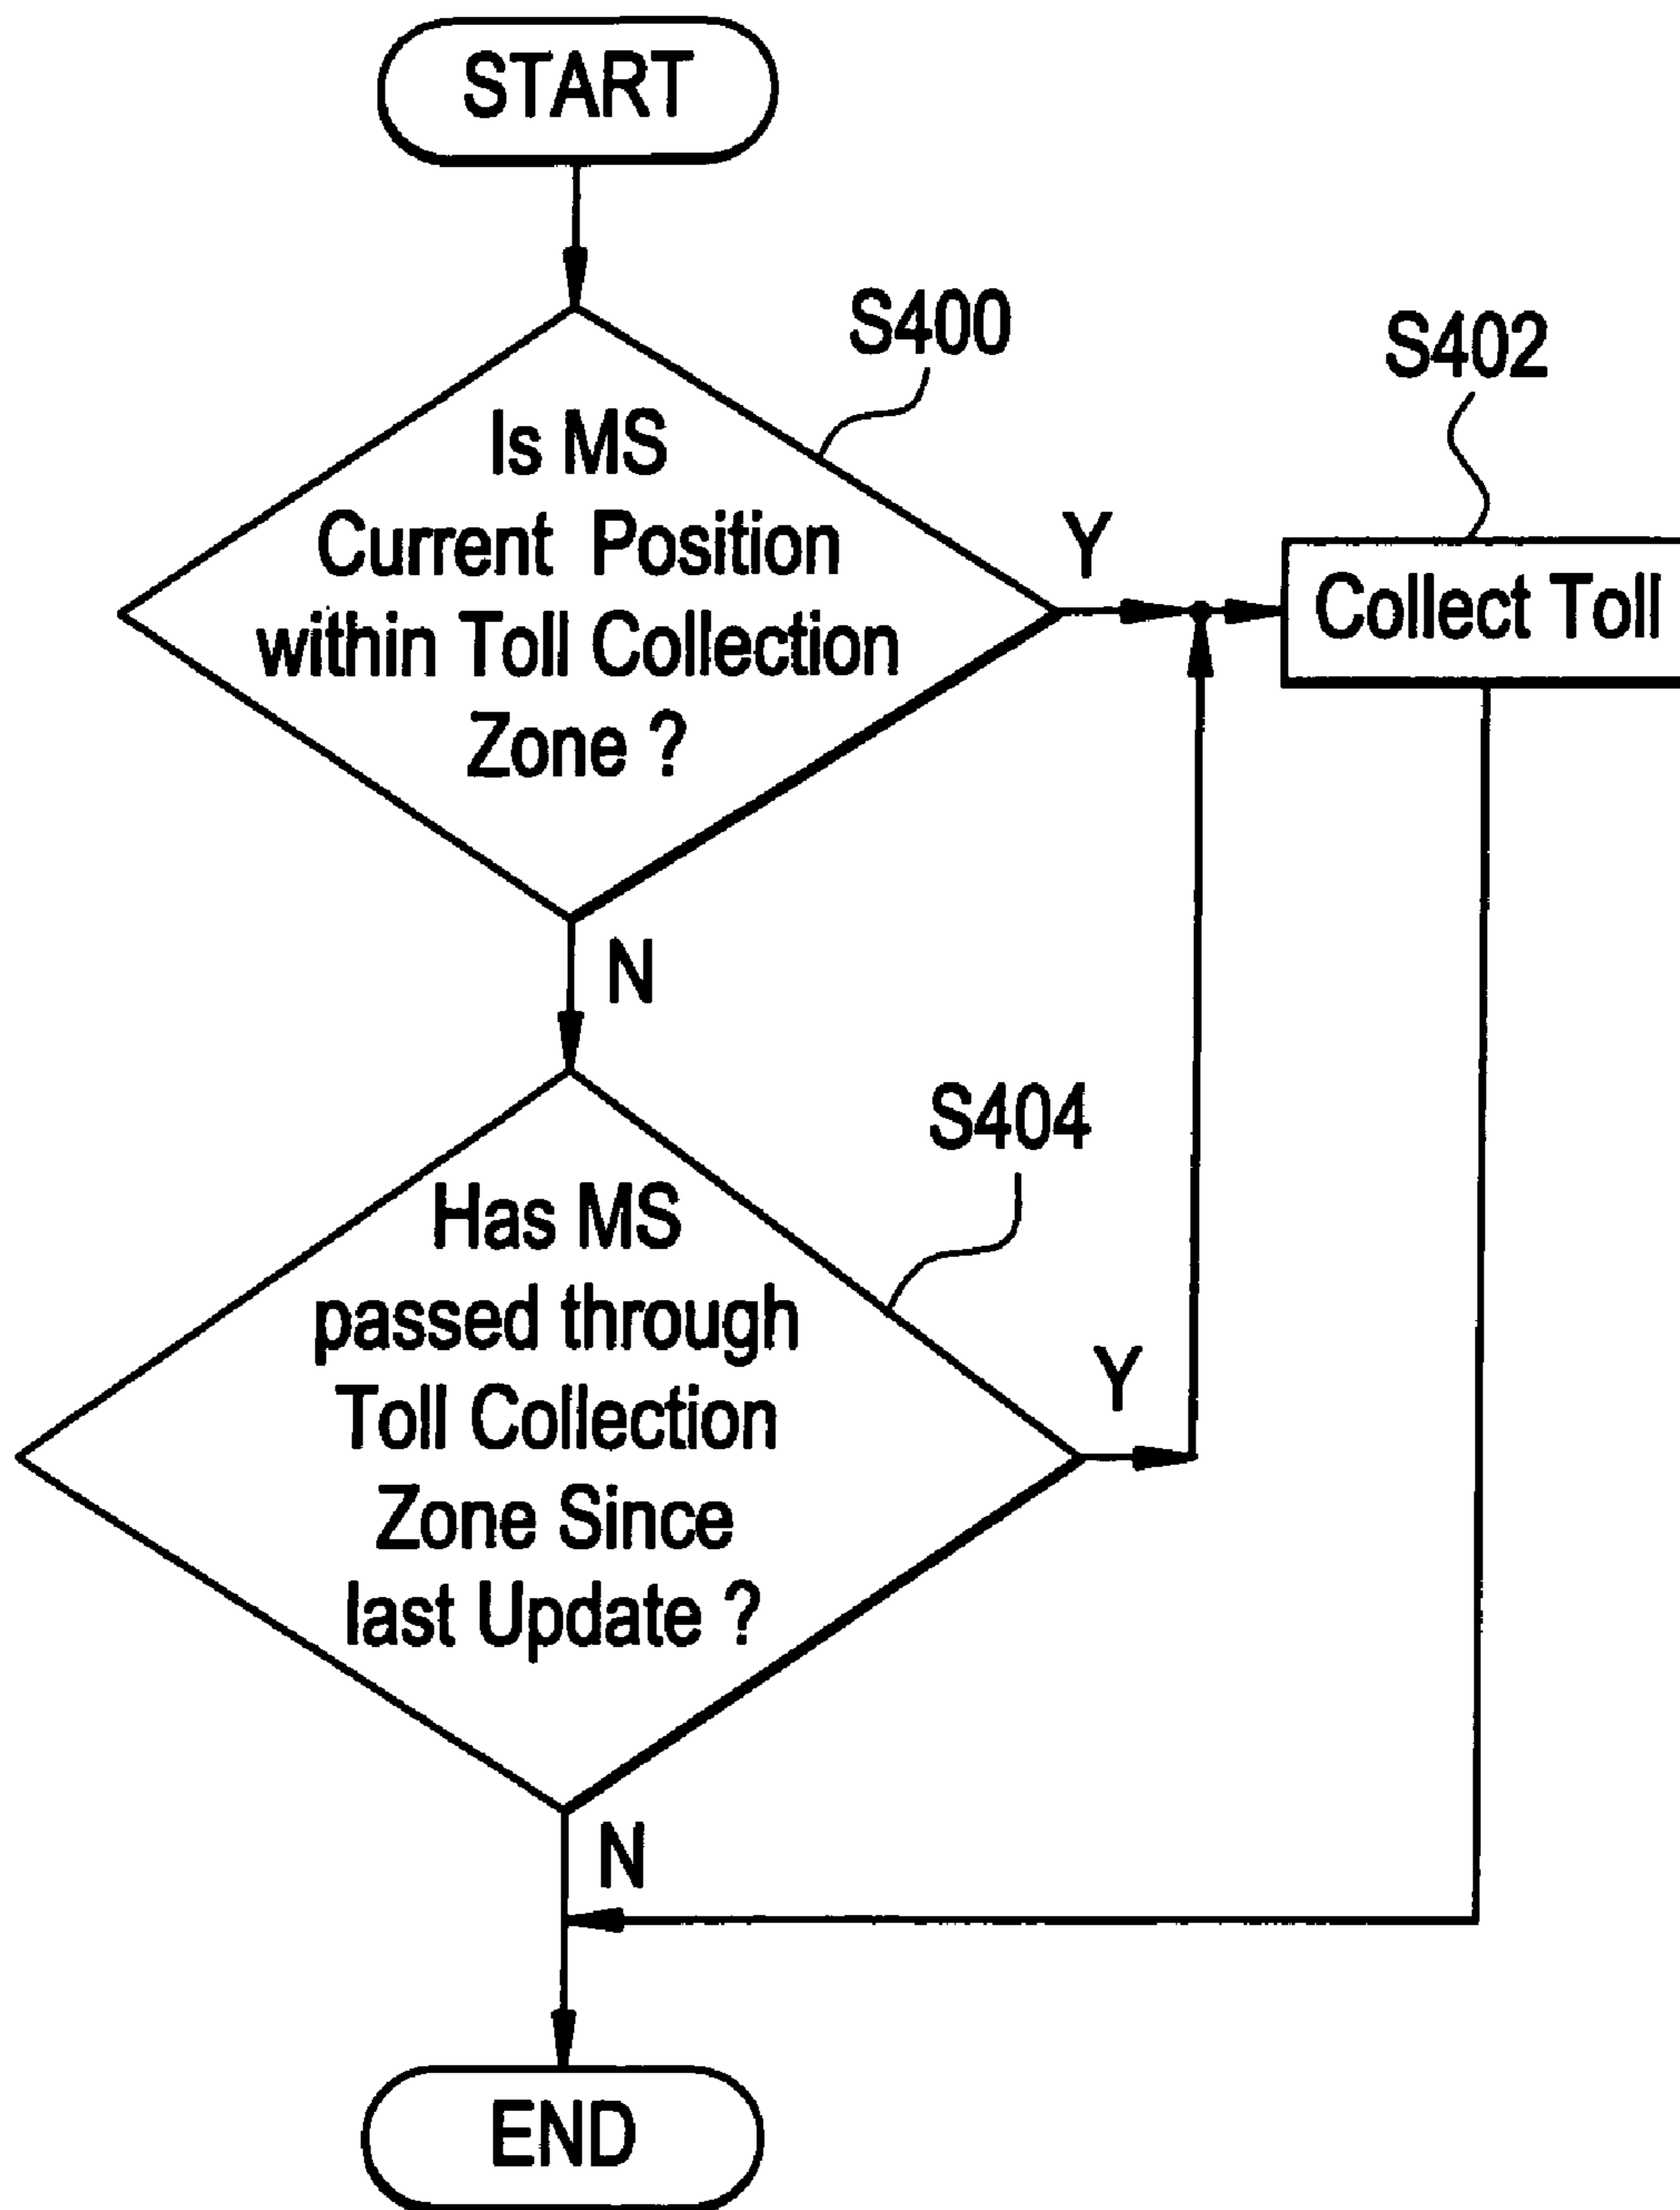 START
S400
S402
Is MS
Current Position
within Toll Collection
Zone ?
Y
Collect Toll
N
S404
Has MS
passed through
Toll Collection
Zone Since
last Update ?
Y
N
END